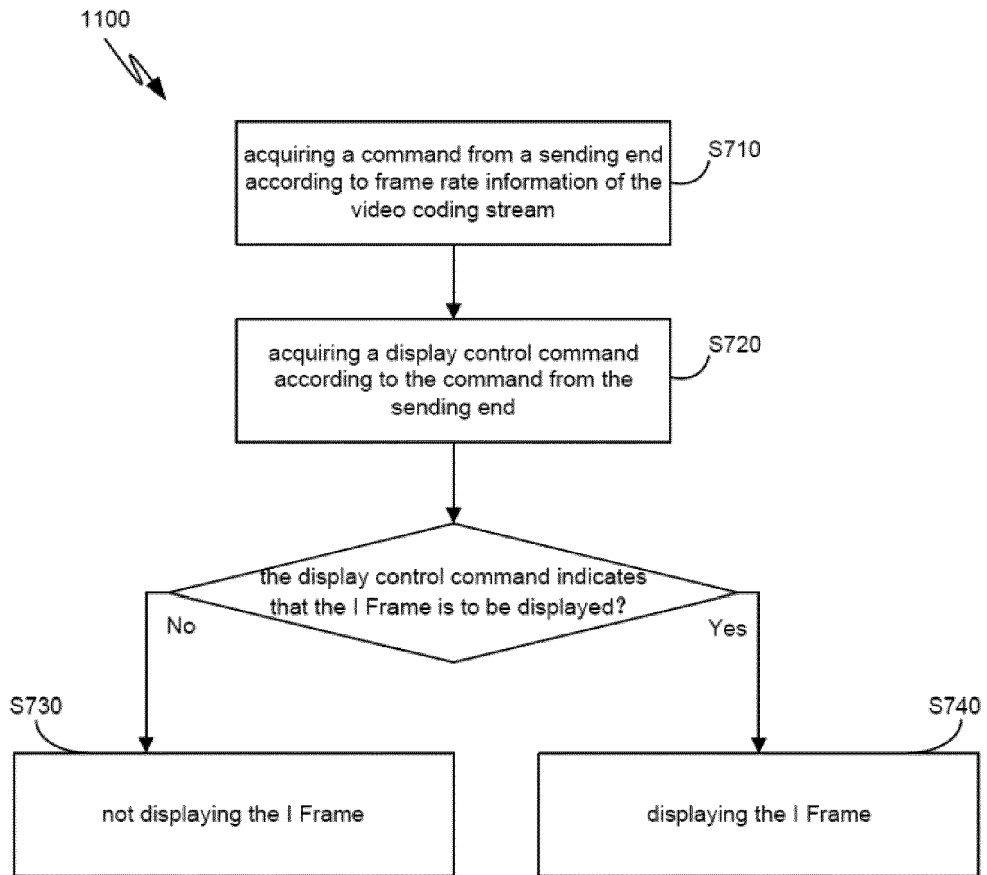 1100
acquiring a command from a sending end
according to frame rate information of the
video coding stream
S710
acquiring a display control command
according to the command from the
sending end
S720
the display control command indicates
that the I Frame is to be displayed?
No
Yes
S730
S740
not displaying the I Frame
displaying the I Frame